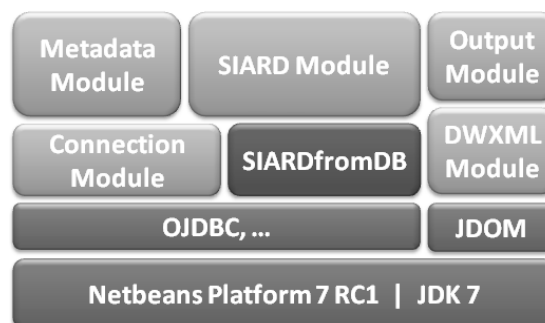 Metadata
Module
SIARD Module
Output
Module
Connection
Module
SIARDfromDB
DWXML
Module
OJDBC, ...
JDOM
Netbeans Platform 7 RC1 | JDK 7